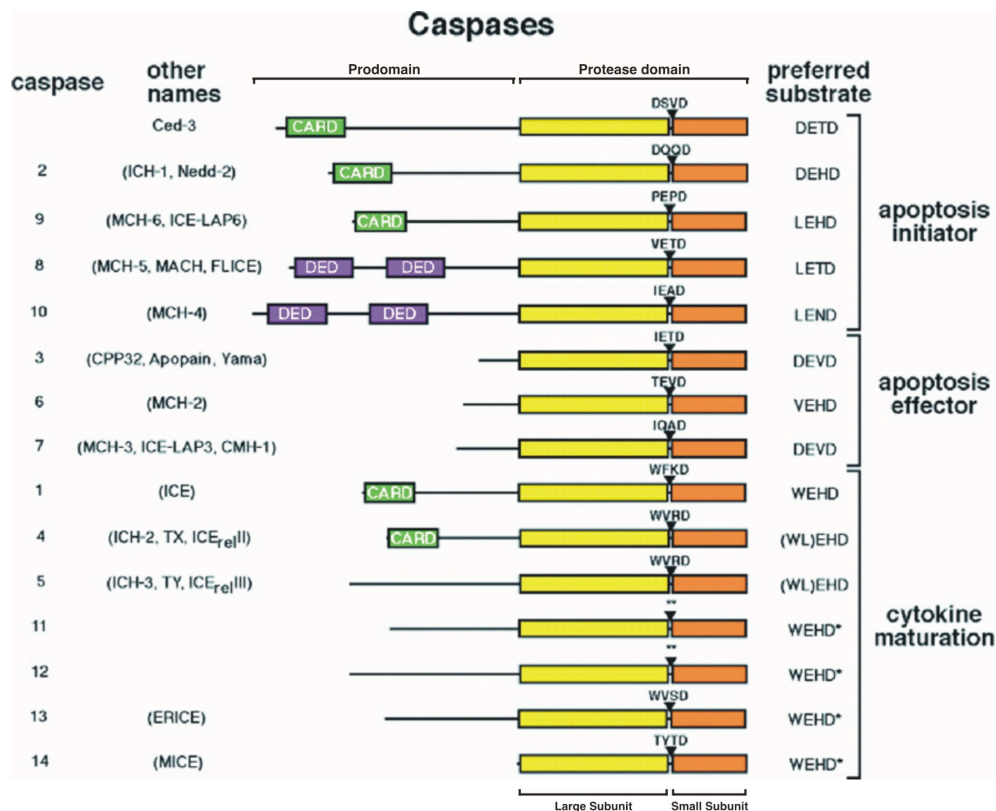 Caspases
caspase other names Prodomain Protease domain preferred substrate
Ced-3 CARD DSVD DETD
2 (ICH-1, Nedd-2) CARD DQQD DEHD
9 (MCH-6, ICE-LAP6) CARD PEPD LEHD
apoptosis initiator
8 (MCH-5, MACH, FLICE) DED DED VETD LETD
10 (MCH-4) DED DED IEAD LEND
3 (CPP32, Apopain, Yama) IETD DEVD
6 (MCH-2) TEVD VEHD
apoptosis effector
7 (MCH-3, ICE-LAP3, CMH-1) IQAD DEVD
1 (ICE) CARD WFKD WEHD
4 (ICH-2, TX, ICErelII) CARD WVRD (WL)EHD
5 (ICH-3, TY, ICErelIII) WVRD (WL)EHD
11 ** WEHD*
cytokine maturation
12 ** WEHD*
13 (ERICE) WVSD WEHD*
14 (MICE) TYTD WEHD*
Large Subunit Small Subunit